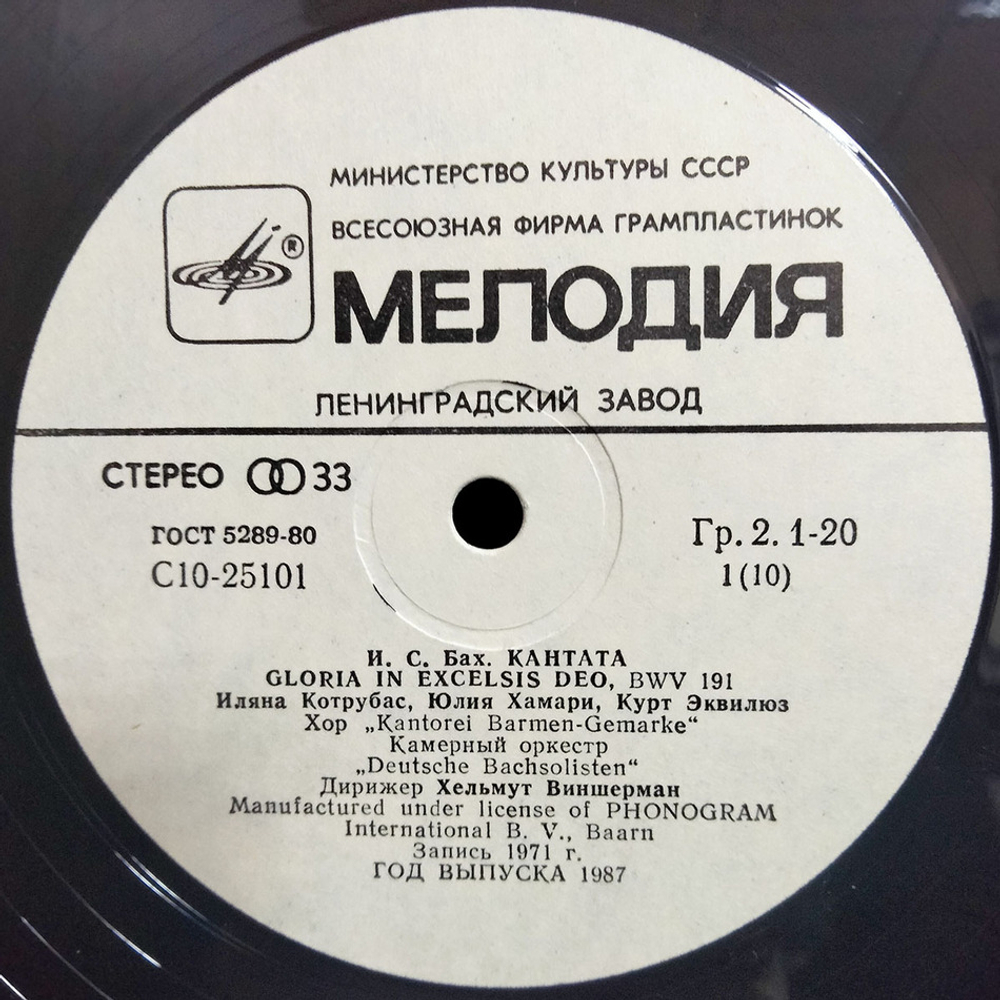 МИНИСТЕРСТВО КУЛЬТУРЫ СССР
ВСЕСОЮЗНАЯ ФИРМА ГРАМПЛАСТИНОК
®
МЕЛОДИЯ
ЛЕНИНГРАДСКИЙ ЗАВОД
СТЕРЕО 33
ГОСТ 5289-80
Гр. 2. 1-20
С10-25101
1(10)
И. С. Бах. КАНТАТА
GLORIA IN EXCELSIS DEO, BWV 191
Иляна Котрубас, Юлия Хамари, Курт Эквилюз
Хор „Kantorei Barmen-Gemarke“
Камерный оркестр
„Deutsche Bachsolisten“
Дирижер Хельмут Виншерман
Manufactured under license of PHONOGRAM
International B. V., Baarn
Запись 1971 г.
ГОД ВЫПУСКА 1987